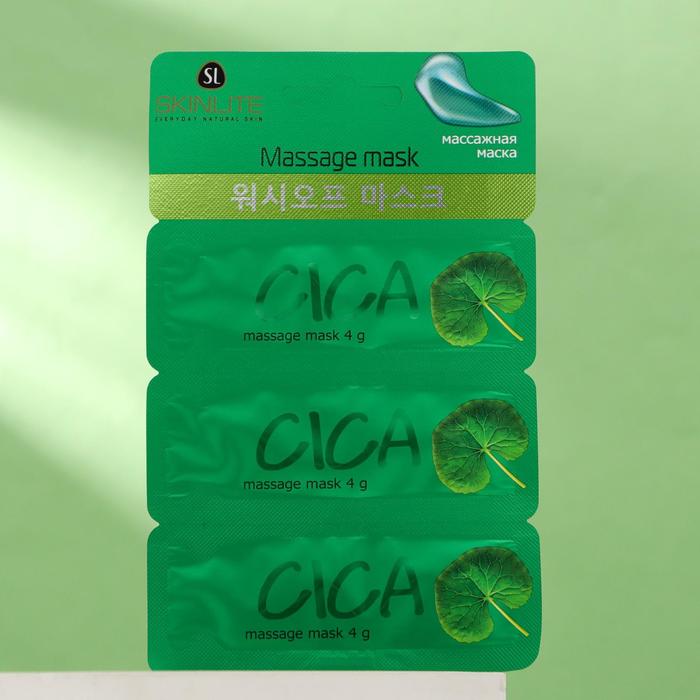 SL
SKINLITE
EVERYDAY NATURAL SKIN
массажная
маска
Massage mask
워시오프 마스크
CICA
massage mask 4 g
CICA
massage mask 4 g
CICA
massage mask 4 g